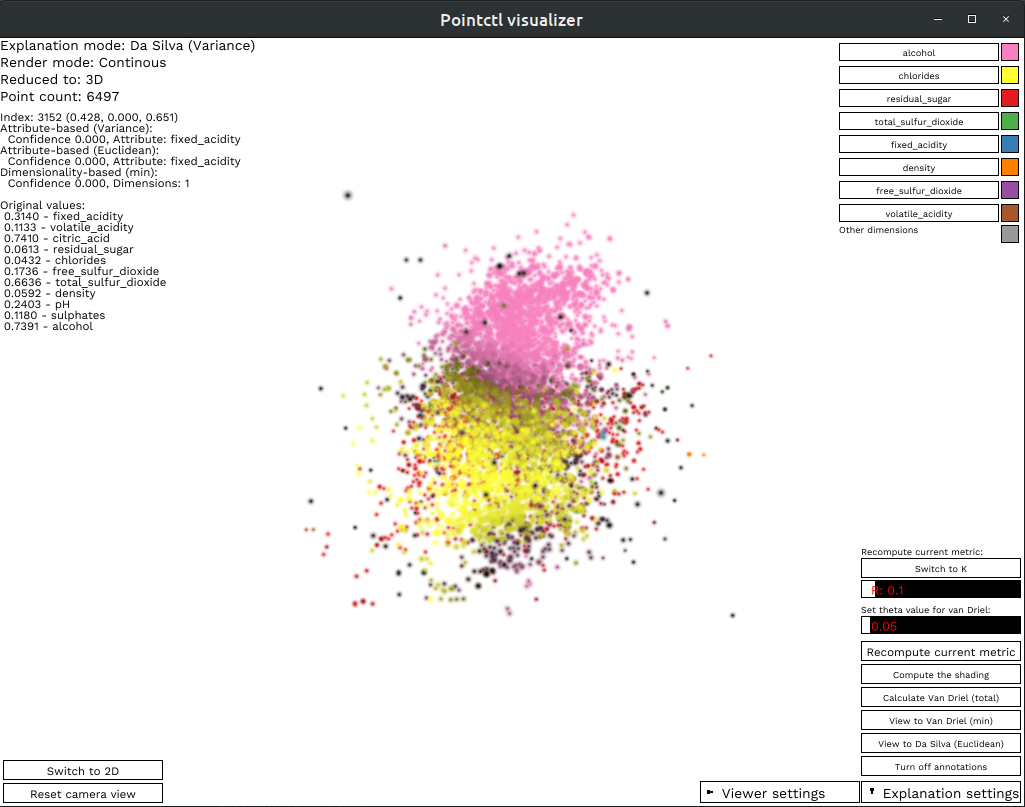 Pointctl visualizer
Explanation mode: Da Silva (Variance)
Render mode: Continous
Reduced to: 3D
Point count: 6497
Index: 3152 (0.428, 0.000, 0.651)
Attribute-based (Variance):
Confidence 0.000, Attribute: fixed_acidity
Attribute-based (Euclidean):
Confidence 0.000, Attribute: fixed_acidity
Dimensionality-based (min):
Confidence 0.000, Dimensions: 1
Original values:
0.3140 - fixed_acidity
0.1133 - volatile_acidity
0.7410 - citric_acid
0.0613 - residual_sugar
0.0432 - chlorides
0.1736 - free_sulfur_dioxide
0.6636 - total_sulfur_dioxide
0.0592 - density
0.2403 - pH
0.1180 - sulphates
0.7391 - alcohol
alcohol
chlorides
residual_sugar
total_sulfur_dioxide
fixed_acidity
density
free_sulfur_dioxide
volatile_acidity
Other dimensions
Recompute current metric:
Switch to K
R: 0.1
Set theta value for van Driel:
0.05
Recompute current metric
Compute the shading
Calculate Van Driel (total)
View to Van Driel (min)
View to Da Silva (Euclidean)
Turn off annotations
Switch to 2D
Reset camera view
Viewer settings
Explanation settings